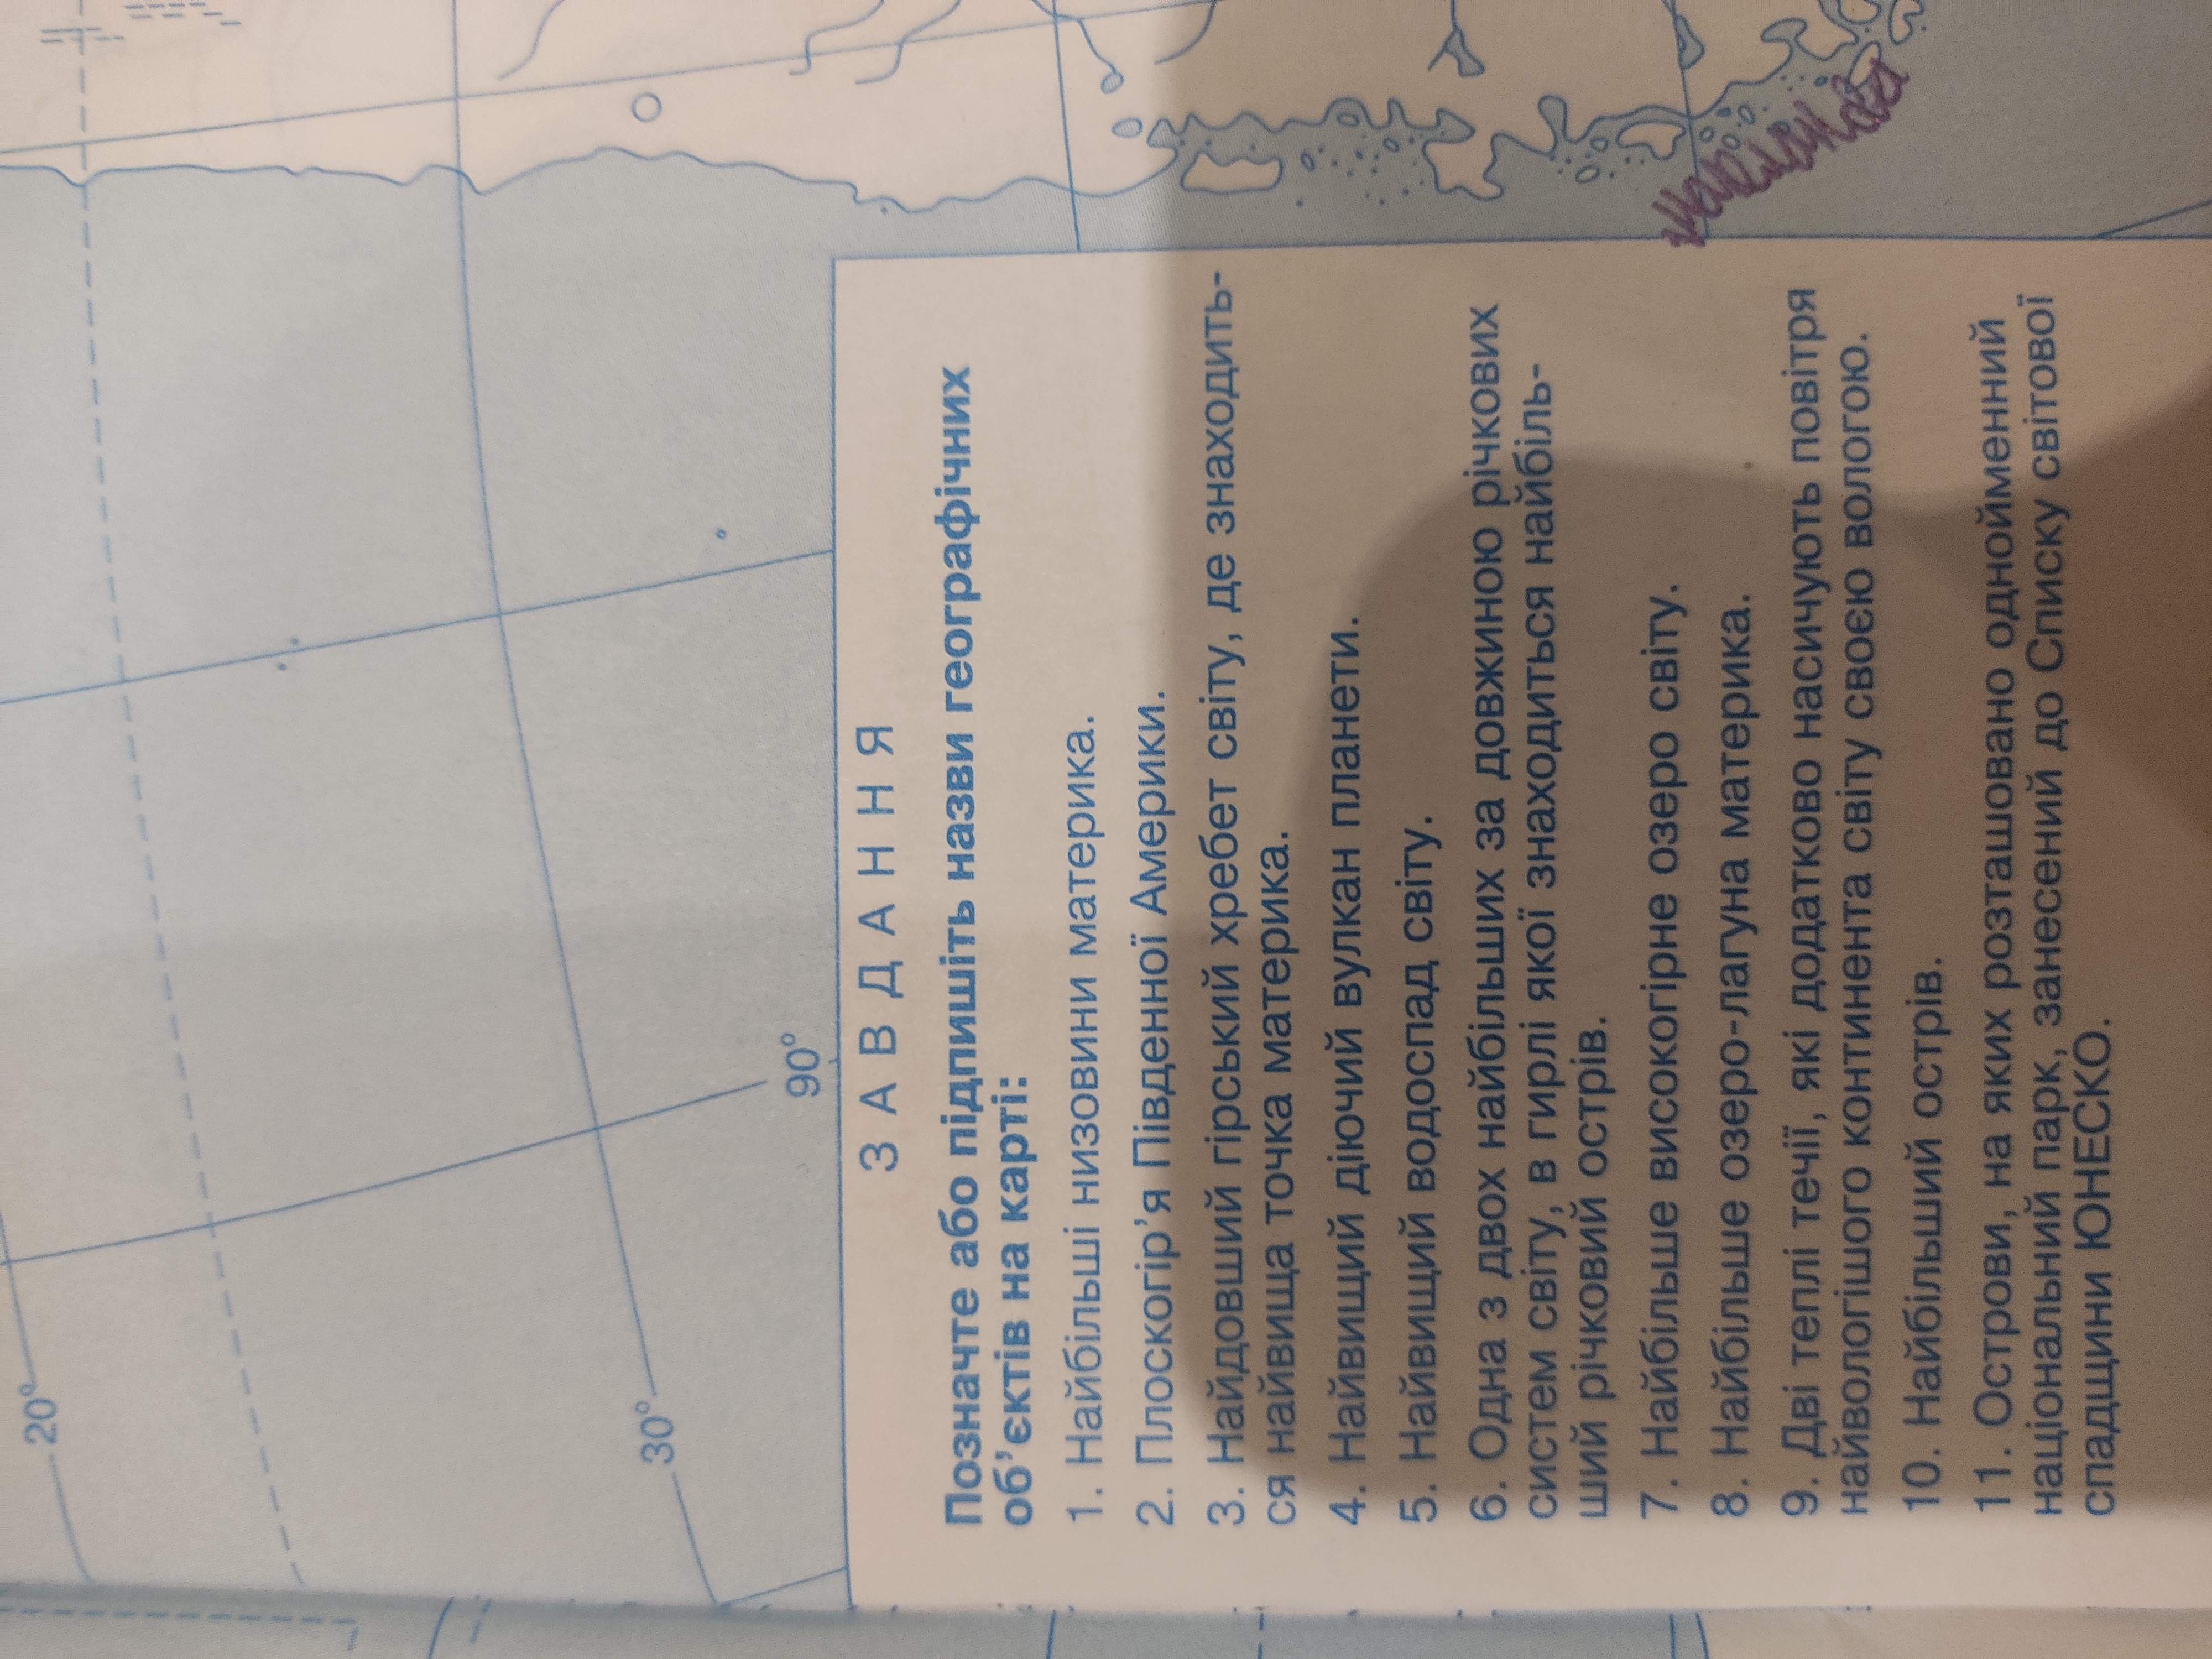 20°
30°
90°
ЗАВДАННЯ
Позначте або підпишіть назви географічних
об'єктів на карті:
1. Найбільші низовини материка.
2. Плоскогір'я Південної Америки.
3. Найдовший гірський хребет світу, де знаходить-
ся найвища точка материка.
4. Найвищий діючий вулкан планети.
5. Найвищий водоспад світу.
6. Одна з двох найбільших за довжиною річкових
систем світу, в гирлі якої знаходиться найбіль-
ший річковий острів.
7. Найбільше високогірне озеро світу.
8. Найбільше озеро-лагуна материка.
9. Дві теплі течії, які додатково насичують повітря
найвологішого континента світу своєю вологою.
10. Найбільший острів.
11. Острови, на яких розташовано однойменний
національний парк, занесений до Списку світової
спадщини ЮНЕСКО.